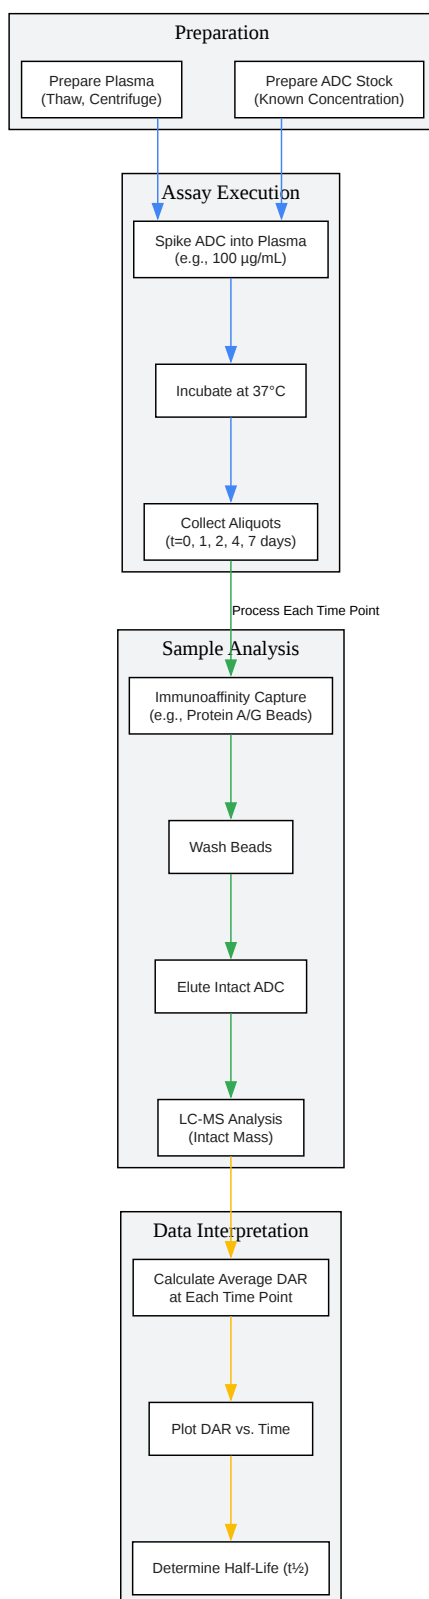 Preparation
Prepare Plasma
(Thaw, Centrifuge)
Prepare ADC Stock
(Known Concentration)
Assay Execution
Spike ADC into Plasma
(e.g., 100 µg/mL)
Incubate at 37°C
Collect Aliquots
(t=0, 1, 2, 4, 7 days)
Process Each Time Point
Sample Analysis
Immunoaffinity Capture
(e.g., Protein A/G Beads)
Wash Beads
Elute Intact ADC
LC-MS Analysis
(Intact Mass)
Data Interpretation
Calculate Average DAR
at Each Time Point
Plot DAR vs. Time
Determine Half-Life (t½)